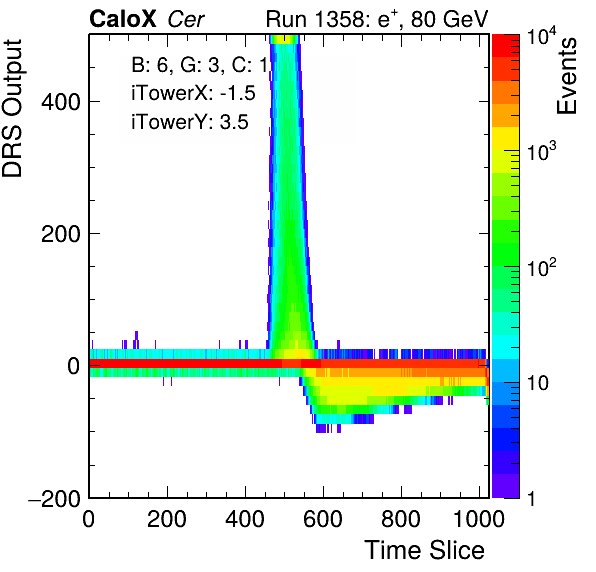 CaloX Cer Run 1358: e⁺, 80 GeV
B: 6, G: 3, C: 1
iTowerX: -1.5
iTowerY: 3.5
DRS Output
400
200
0
−200
0 200 400 600 800 1000
Time Slice
Events
10⁴
10³
10²
10
1